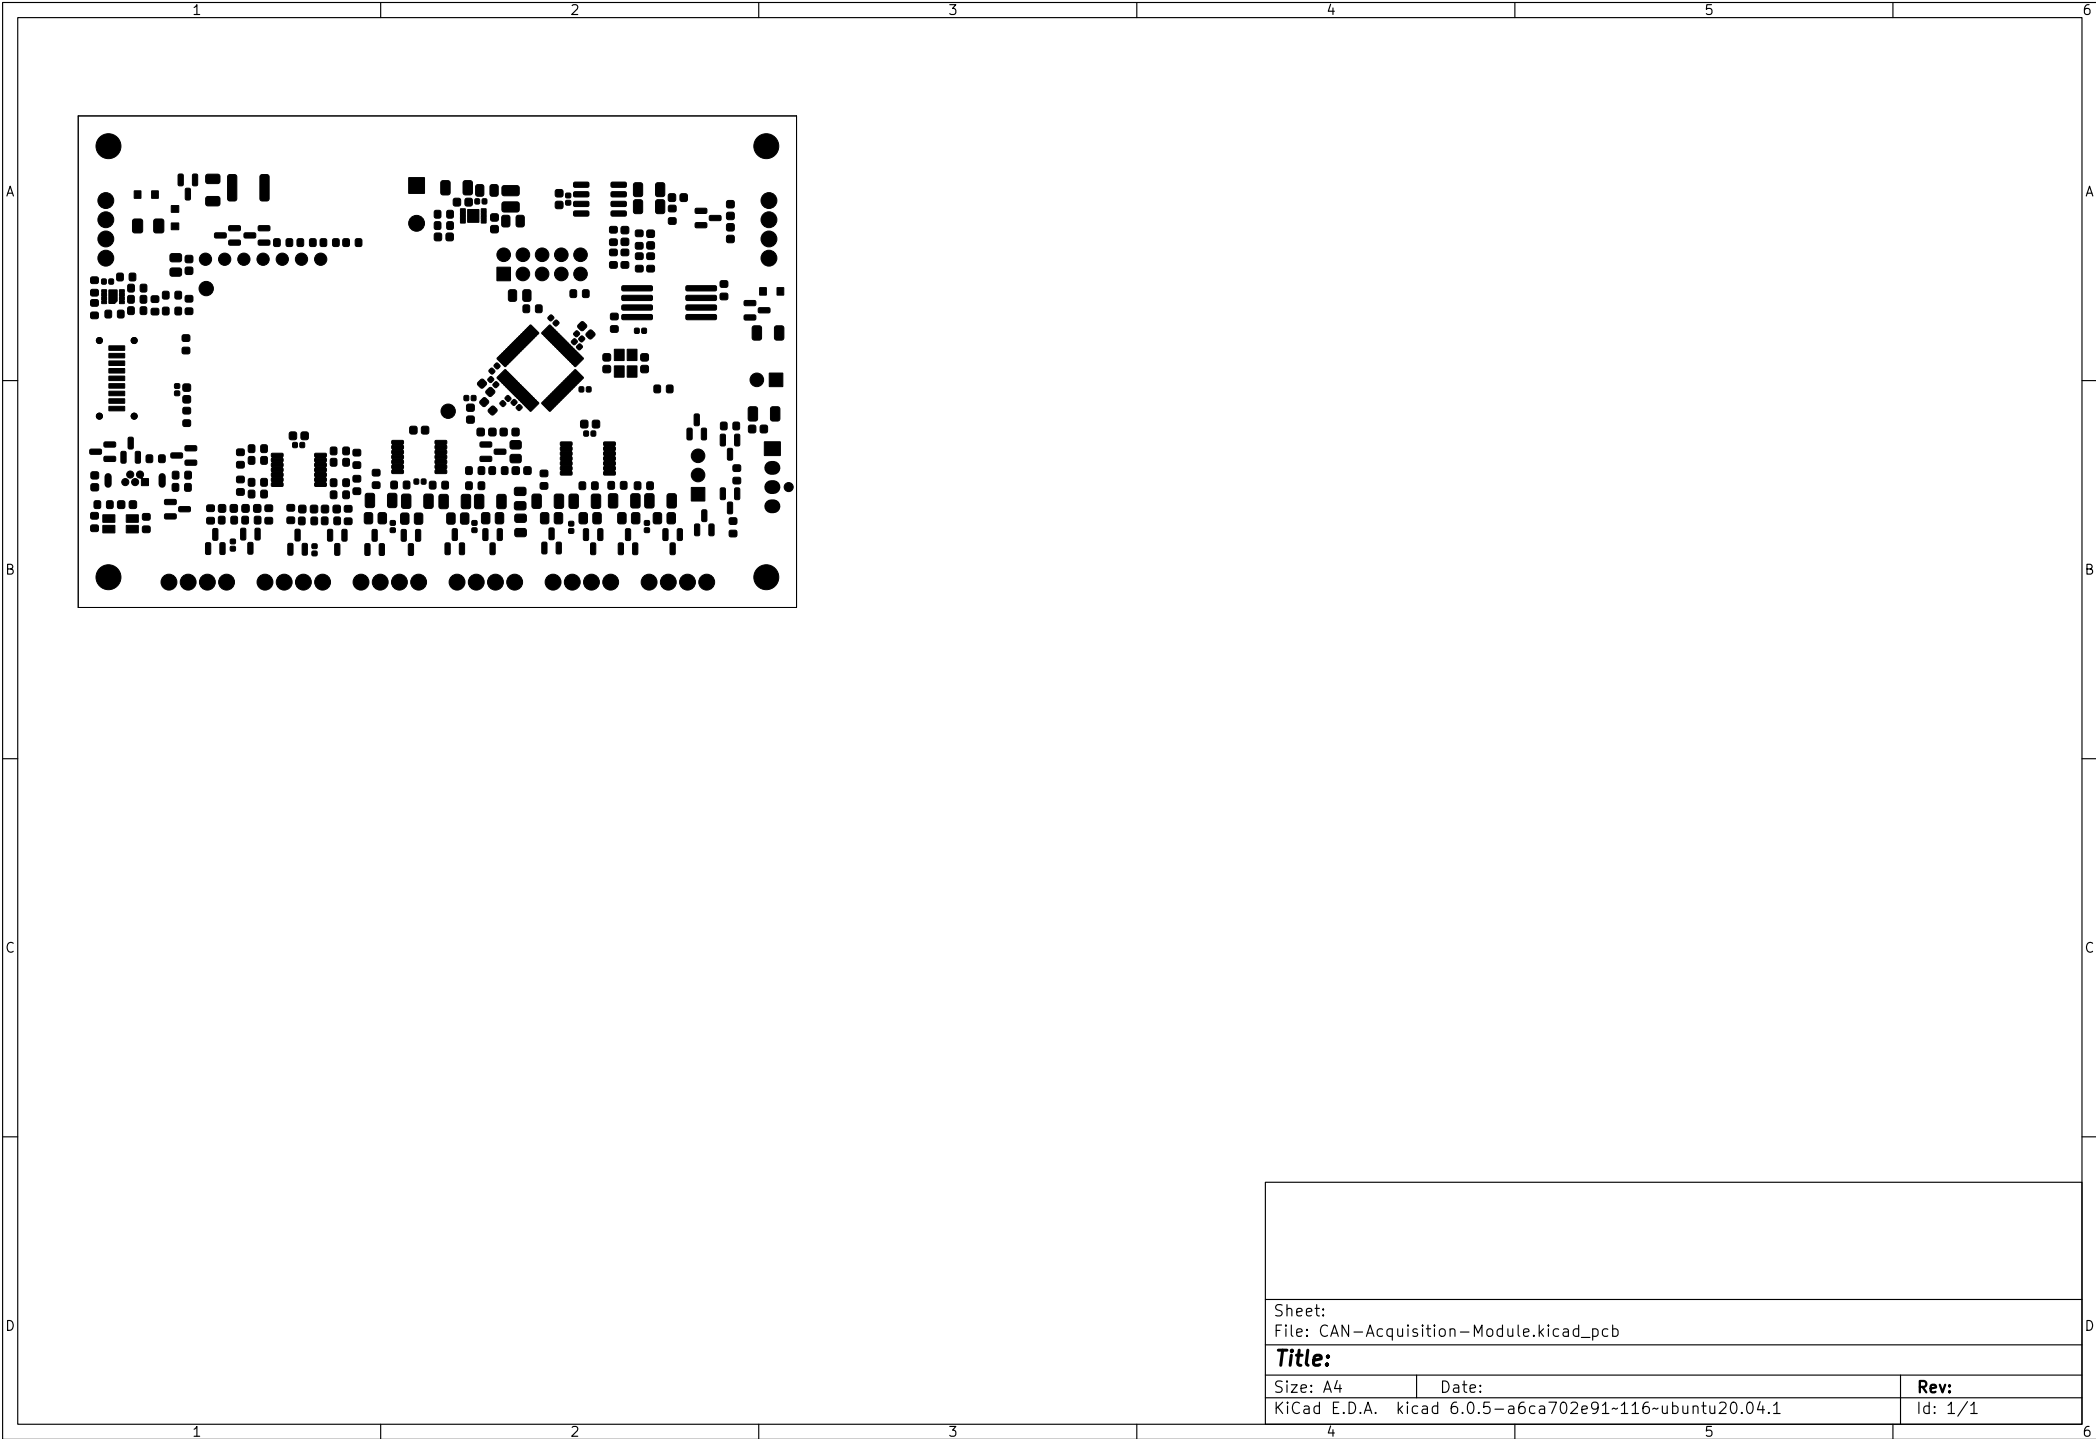 1 2 3 4 5 6
A A
B B
C C
D D
Sheet:
File: CAN-Acquisition-Module.kicad_pcb
Title:
Size: A4 Date: Rev:
KiCad E.D.A. kicad 6.0.5-a6ca702e91~116~ubuntu20.04.1 Id: 1/1
1 2 3 4 5 6